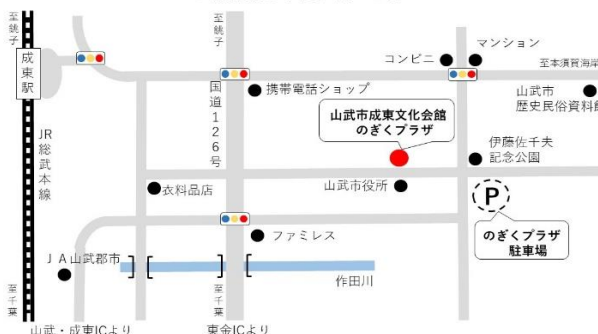 至銚子
至銚子
マンション
コンビニ
至本須賀海岸
成東駅
国道126号
携帯電話ショップ
山武市
歴史民俗資料館
山武市成東文化会館
のぎくプラザ
JR総武本線
伊藤佐千夫
記念公園
衣料品店
山武市役所
P
ファミレス
のぎくプラザ
駐車場
JA山武郡市
作田川
至千葉
至千葉
山武・成東ICより
東金ICより